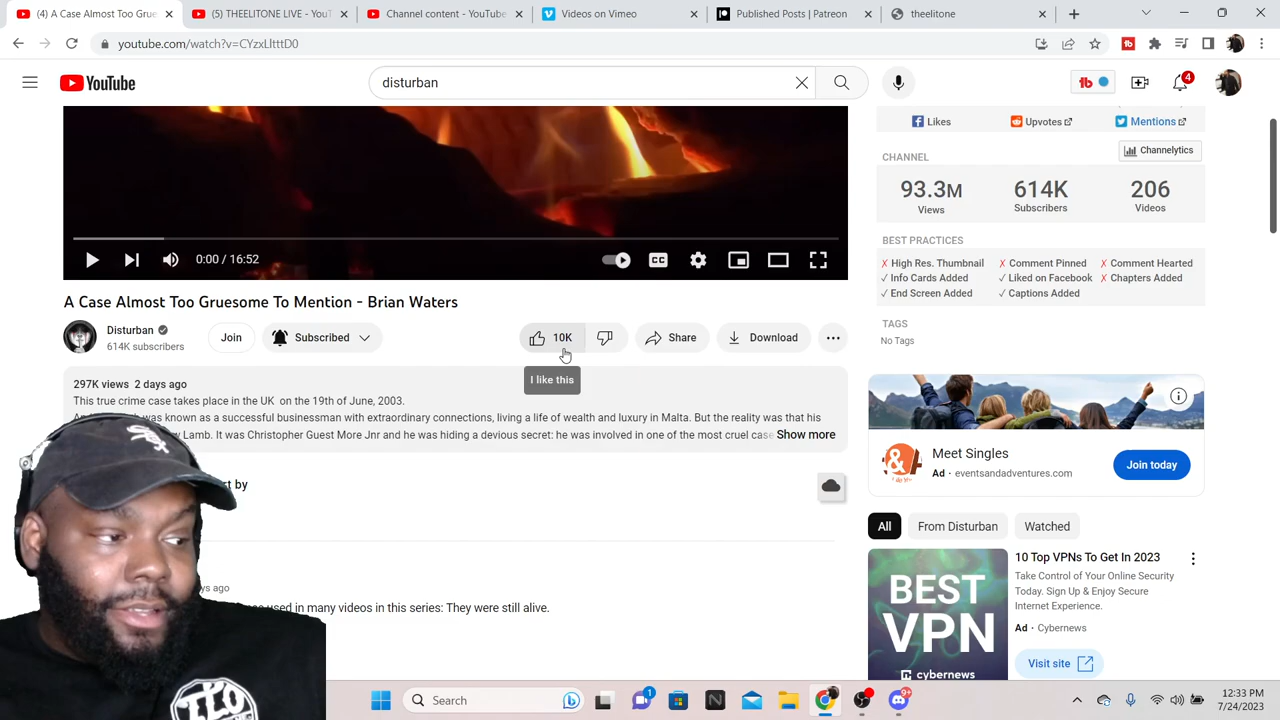 (4) A Case Almost Too Grue
(5) THEELITONE LIVE - YouT
Channel content - YouTube
Videos on Vimeo
Published Posts | Patreon
theelitone
youtube.com/watch?v=CYzxLltttD0
YouTube
disturban
4
Likes
Upvotes
Mentions
CHANNEL
Channelytics
93.3M
614K
206
Views
Subscribers
Videos
BEST PRACTICES
High Res. Thumbnail
Comment Pinned
Comment Hearted
Info Cards Added
Liked on Facebook
Chapters Added
End Screen Added
Captions Added
TAGS
No Tags
0:00 / 16:52
CC
A Case Almost Too Gruesome To Mention - Brian Waters
Disturban
614K subscribers
Join
Subscribed
10K
Share
Download
I like this
297K views 2 days ago
This true crime case takes place in the UK on the 19th of June, 2003.
was known as a successful businessman with extraordinary connections, living a life of wealth and luxury in Malta. But the reality was that his
Lamb. It was Christopher Guest More Jnr and he was hiding a devious secret: he was involved in one of the most cruel case Show more
by
ago
used in many videos in this series: They were still alive.
Meet Singles
Ad · eventsandadventures.com
Join today
All
From Disturban
Watched
BEST
VPN
cybernews
10 Top VPNs To Get In 2023
Take Control of Your Online Security
Today. Sign Up & Enjoy Secure
Internet Experience.
Ad · Cybernews
Visit site
TEO
Search
1
9+
12:33 PM
7/24/2023